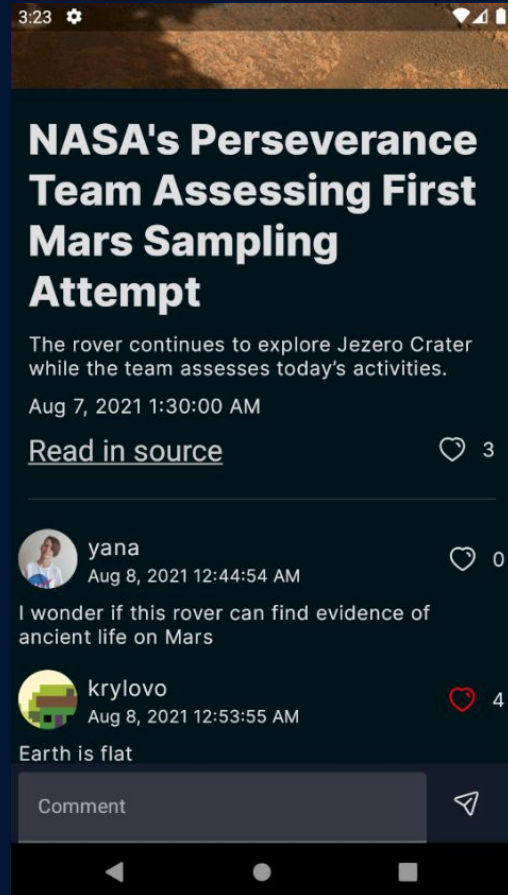 3:23
NASA's Perseverance
Team Assessing First
Mars Sampling
Attempt
The rover continues to explore Jezero Crater
while the team assesses today’s activities.
Aug 7, 2021 1:30:00 AM
Read in source 3
yana
Aug 8, 2021 12:44:54 AM 0
I wonder if this rover can find evidence of
ancient life on Mars
krylovo
Aug 8, 2021 12:53:55 AM 4
Earth is flat
Comment